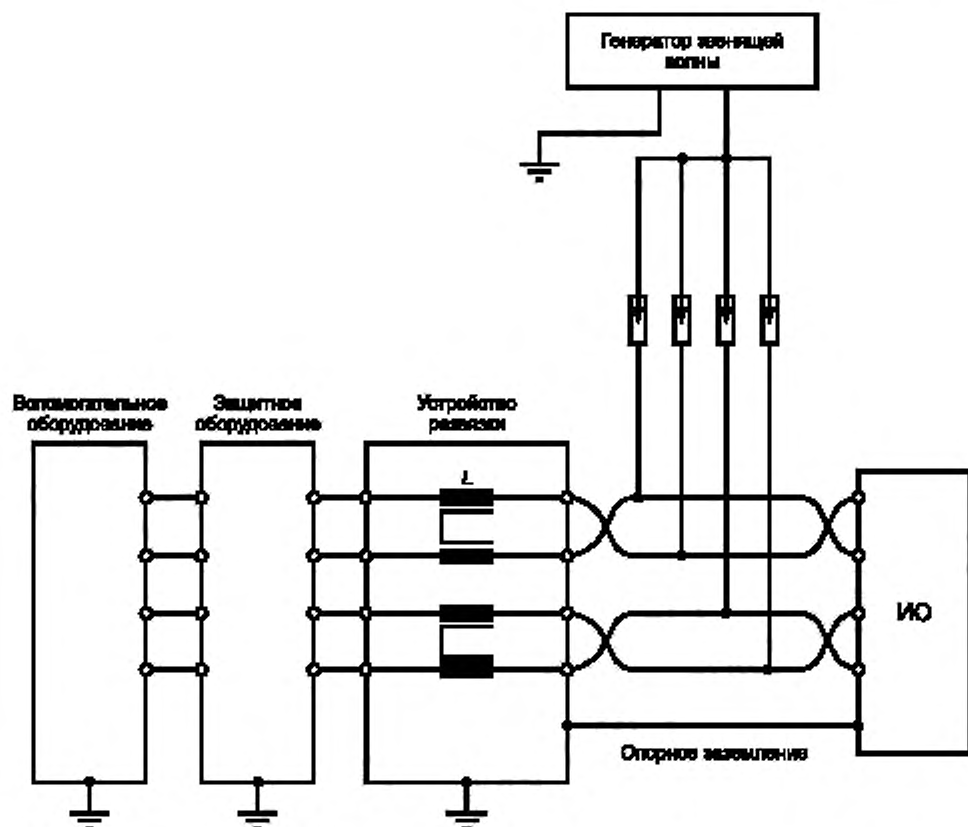 Генератор звенящей
волны
Вспомогательное
оборудование
Защитное
оборудование
Устройство
развязки
L
ИО
Опорное заземление